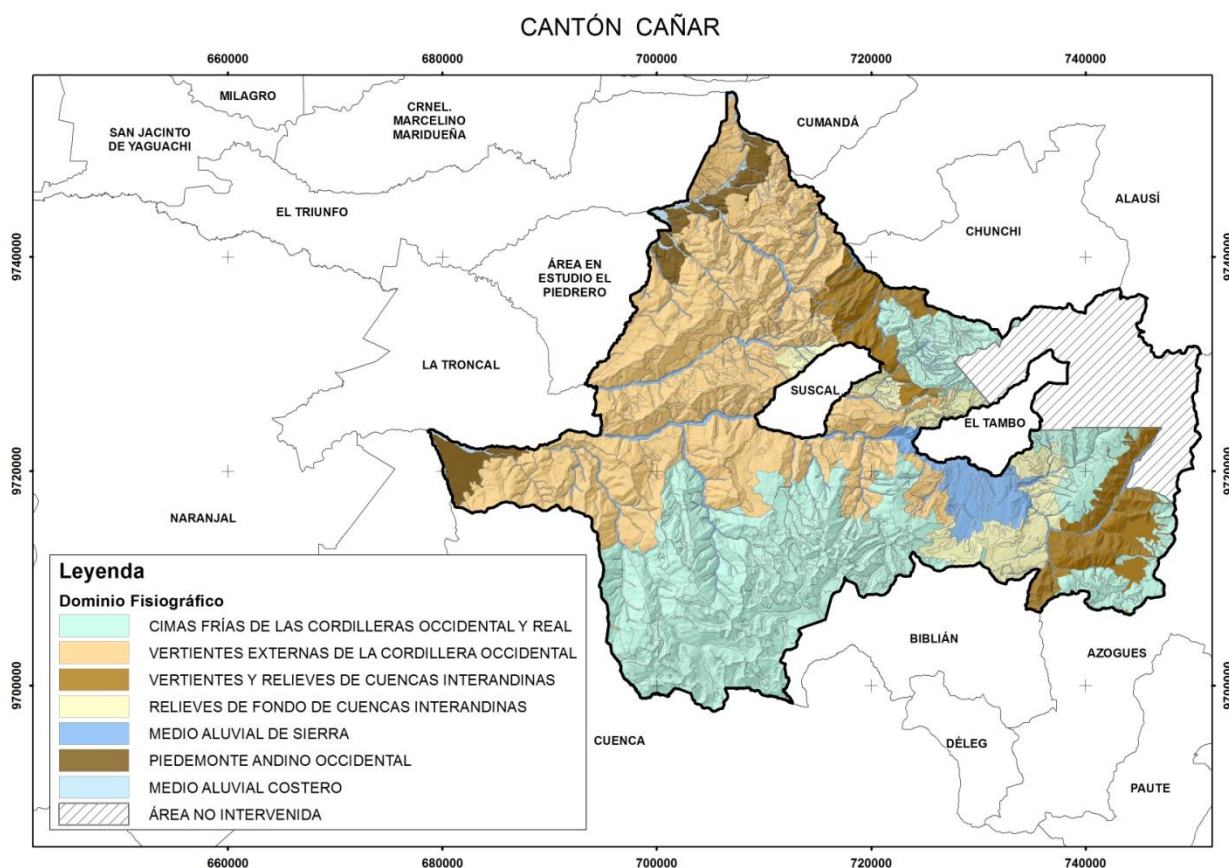 CANTÓN CAÑAR
660000 680000 700000 720000 740000
MILAGRO
CRNEL.
MARCELINO
MARIDUEÑA
CUMANDÁ
SAN JACINTO
DE YAGUACHI
ALAUSÍ
EL TRIUNFO
CHUNCHI
9740000 9740000
ÁREA EN
ESTUDIO EL
PIEDRERO
LA TRONCAL
SUSCAL
EL TAMBO
9720000 9720000
NARANJAL
Leyenda
Dominio Fisiográfico
CIMAS FRÍAS DE LAS CORDILLERAS OCCIDENTAL Y REAL
VERTIENTES EXTERNAS DE LA CORDILLERA OCCIDENTAL
VERTIENTES Y RELIEVES DE CUENCAS INTERANDINAS
RELIEVES DE FONDO DE CUENCAS INTERANDINAS
MEDIO ALUVIAL DE SIERRA
PIEDEMONTE ANDINO OCCIDENTAL
MEDIO ALUVIAL COSTERO
ÁREA NO INTERVENIDA
BIBLIÁN
AZOGUES
9700000 9700000
CUENCA
DÉLEG
PAUTE
660000 680000 700000 720000 740000